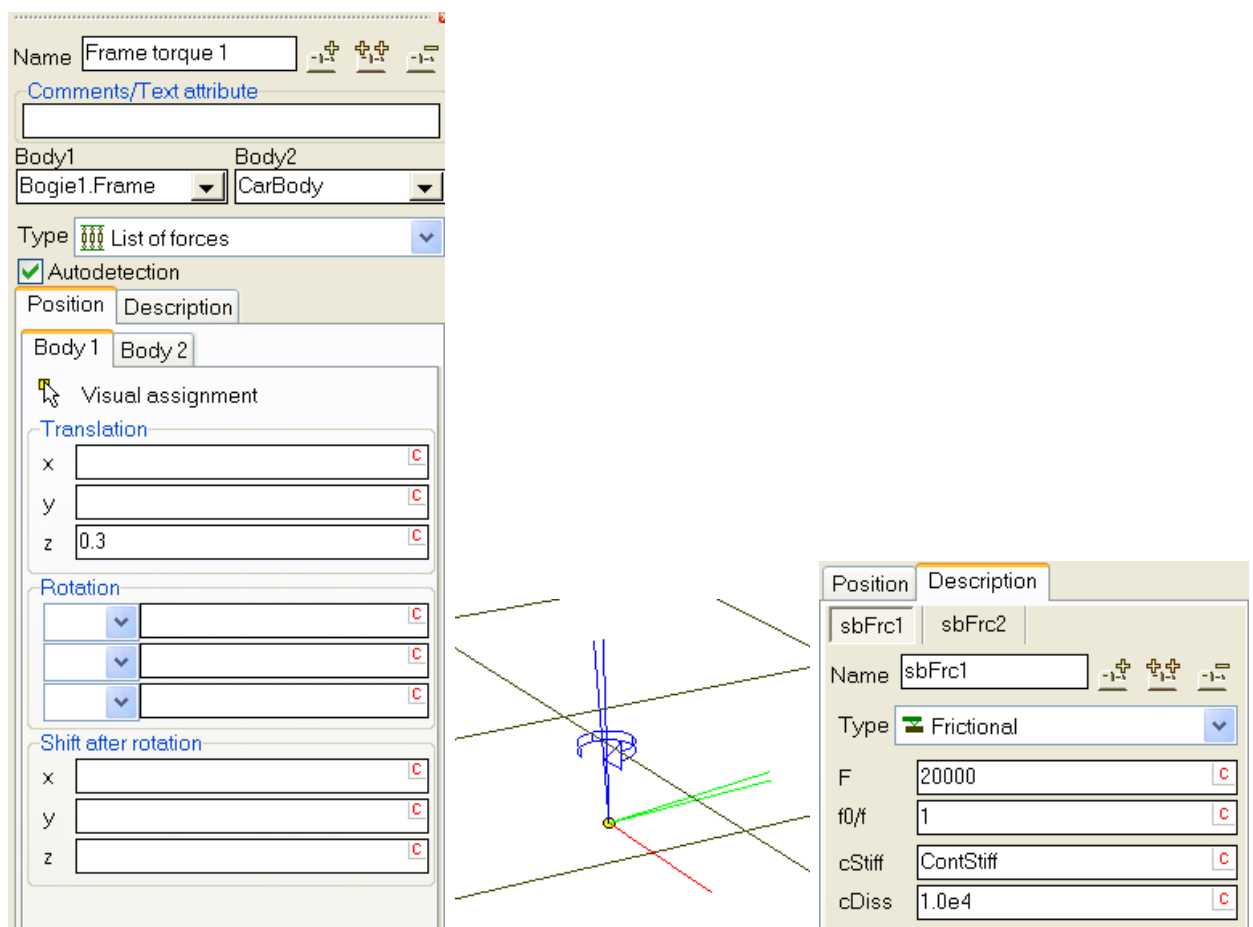 Name Frame torque 1
Comments/Text attribute
Body1 Body2
Bogie1.Frame CarBody
Type List of forces
Autodetection
Position Description
Body 1 Body 2
Visual assignment
Translation
x C
y C
z 0.3 C
Rotation
C
C
C
Shift after rotation
x C
y C
z C
Position Description
sbFrc1 sbFrc2
Name sbFrc1
Type Frictional
F 20000 C
f0/f 1 C
cStiff ContStiff C
cDiss 1.0e4 C